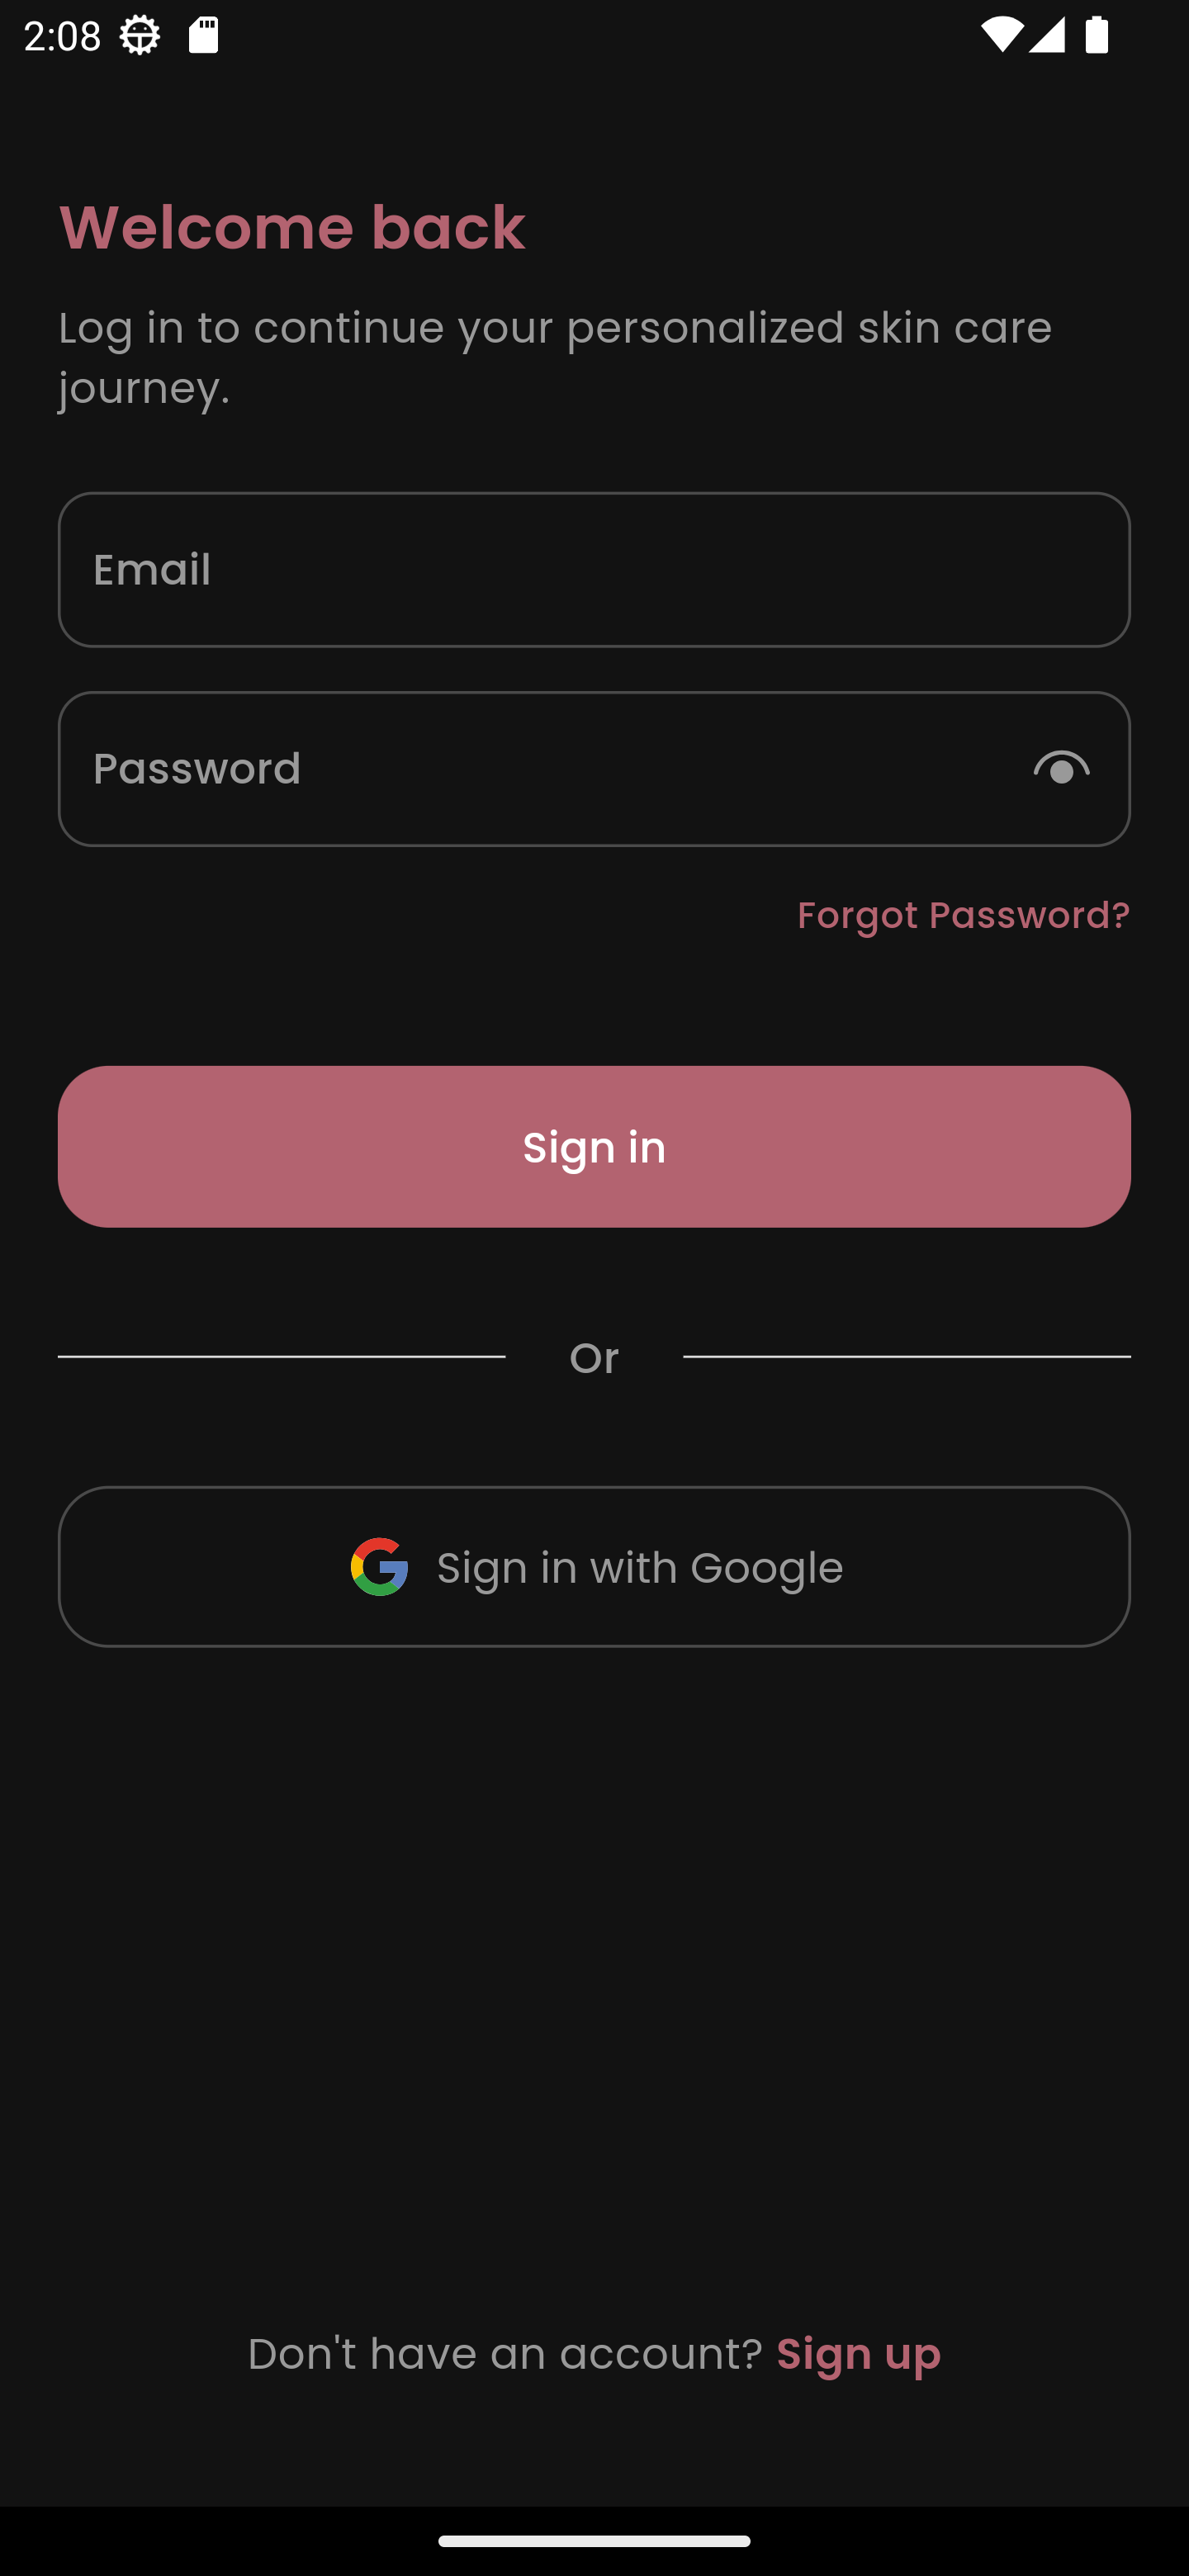 2:08
Welcome back
Log in to continue your personalized skin care
journey.
Email
Password
Forgot Password?
Sign in
Or
Sign in with Google
Don't have an account? Sign up